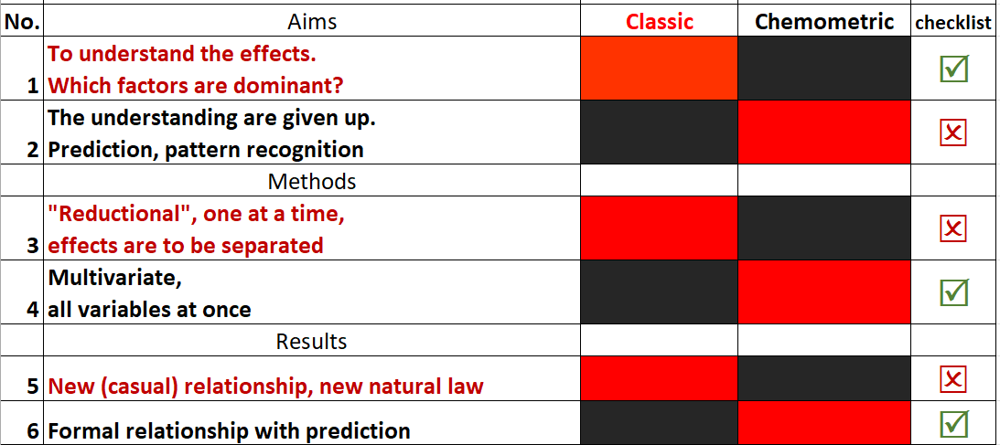 No. Aims Classic Chemometric checklist
To understand the effects.
1 Which factors are dominant?
The understanding are given up.
2 Prediction, pattern recognition
Methods
"Reductional", one at a time,
3 effects are to be separated
Multivariate,
4 all variables at once
Results
5 New (casual) relationship, new natural law
6 Formal relationship with prediction